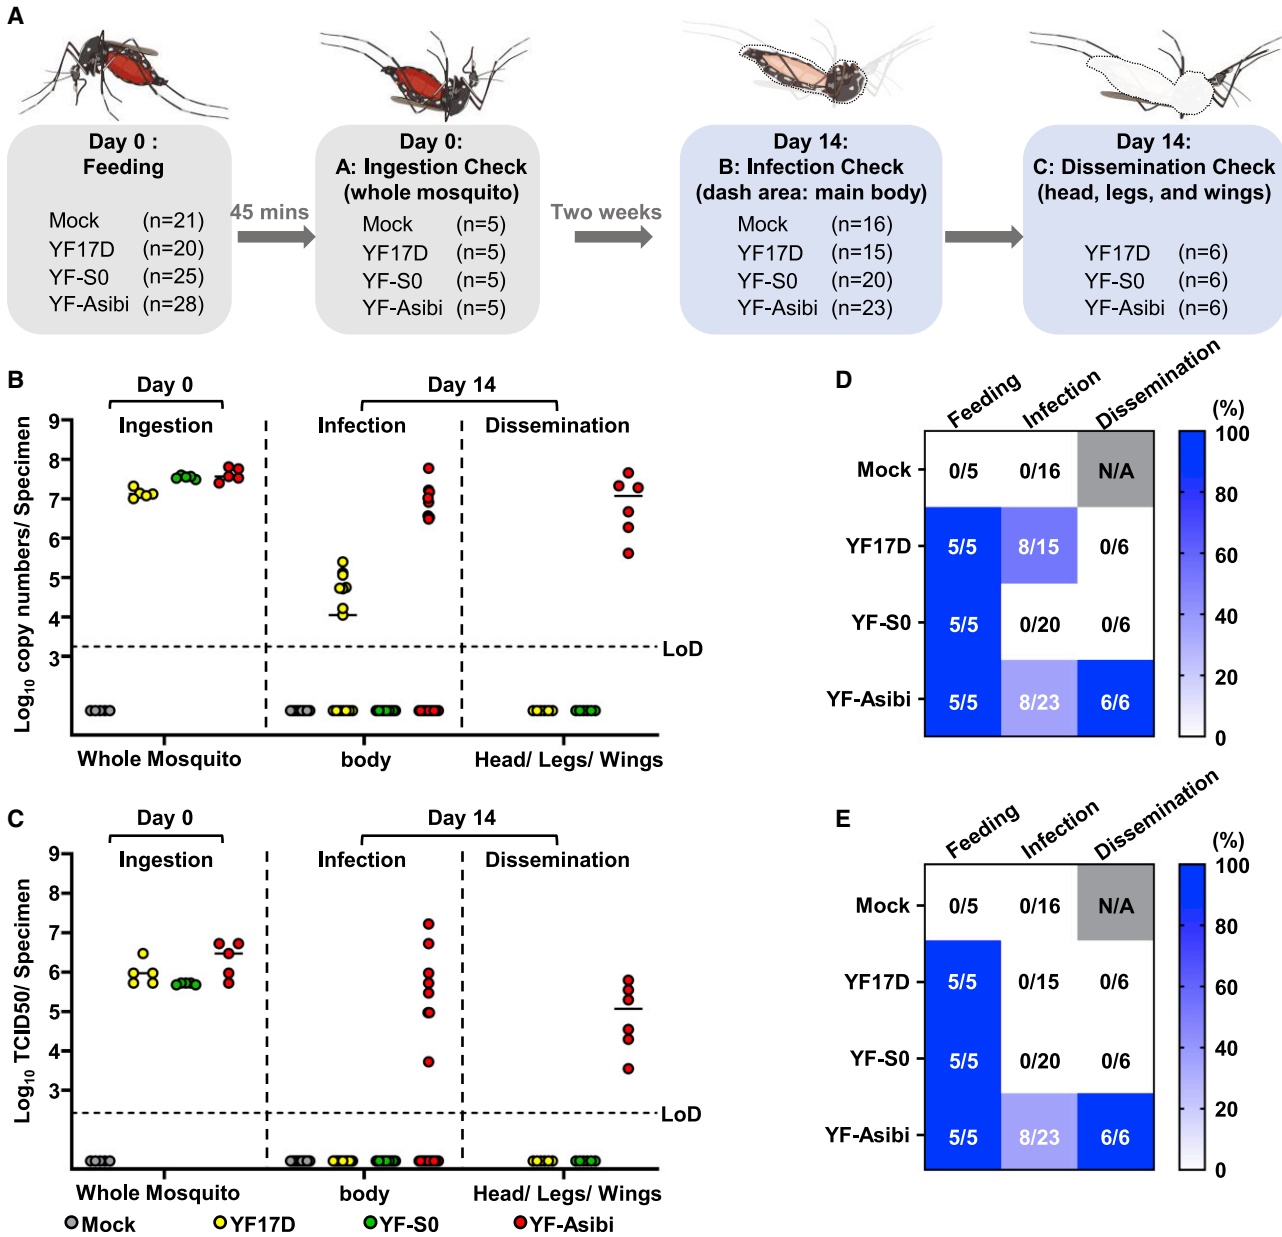 A
Day 0 :
Feeding
Mock (n=21)
YF17D (n=20)
YF-S0 (n=25)
YF-Asibi (n=28)
45 mins
Day 0:
A: Ingestion Check
(whole mosquito)
Mock (n=5)
YF17D (n=5)
YF-S0 (n=5)
YF-Asibi (n=5)
Two weeks
Day 14:
B: Infection Check
(dash area: main body)
Mock (n=16)
YF17D (n=15)
YF-S0 (n=20)
YF-Asibi (n=23)
Day 14:
C: Dissemination Check
(head, legs, and wings)
YF17D (n=6)
YF-S0 (n=6)
YF-Asibi (n=6)
B
Day 0
Day 14
Ingestion
Infection
Dissemination
Log₁₀ copy numbers/ Specimen
9
8
7
6
5
4
3
LoD
Whole Mosquito
body
Head/ Legs/ Wings
D
Feeding
Infection
Dissemination
(%)
Mock 0/5 0/16 N/A
YF17D 5/5 8/15 0/6
YF-S0 5/5 0/20 0/6
YF-Asibi 5/5 8/23 6/6
100
80
60
40
20
0
C
Day 0
Day 14
Ingestion
Infection
Dissemination
Log₁₀ TCID50/ Specimen
9
8
7
6
5
4
3
LoD
Whole Mosquito
body
Head/ Legs/ Wings
Mock
YF17D
YF-S0
YF-Asibi
E
Feeding
Infection
Dissemination
(%)
Mock 0/5 0/16 N/A
YF17D 5/5 0/15 0/6
YF-S0 5/5 0/20 0/6
YF-Asibi 5/5 8/23 6/6
100
80
60
40
20
0